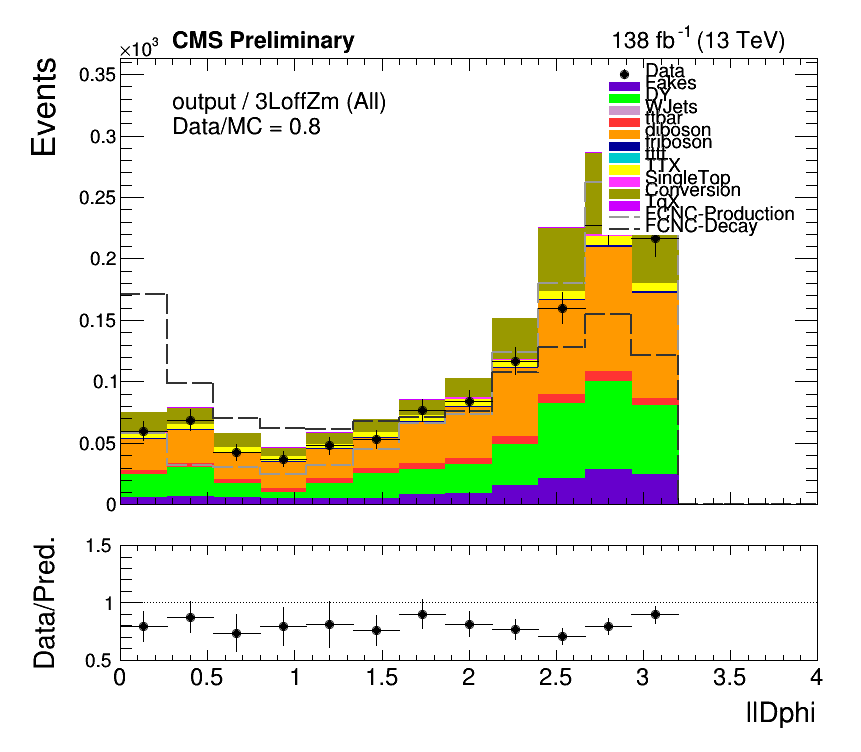 ×10³
CMS Preliminary
138 fb⁻¹ (13 TeV)
Events
output / 3LoffZm (All)
Data/MC = 0.8
Data
Fakes
DY
WJets
ttbar
diboson
triboson
tttt
TTX
SingleTop
Conversion
TqX
FCNC-Production
FCNC-Decay
0.35
0.3
0.25
0.2
0.15
0.1
0.05
0
Data/Pred.
1.5
1
0.5
0 0.5 1 1.5 2 2.5 3 3.5 4
llDphi